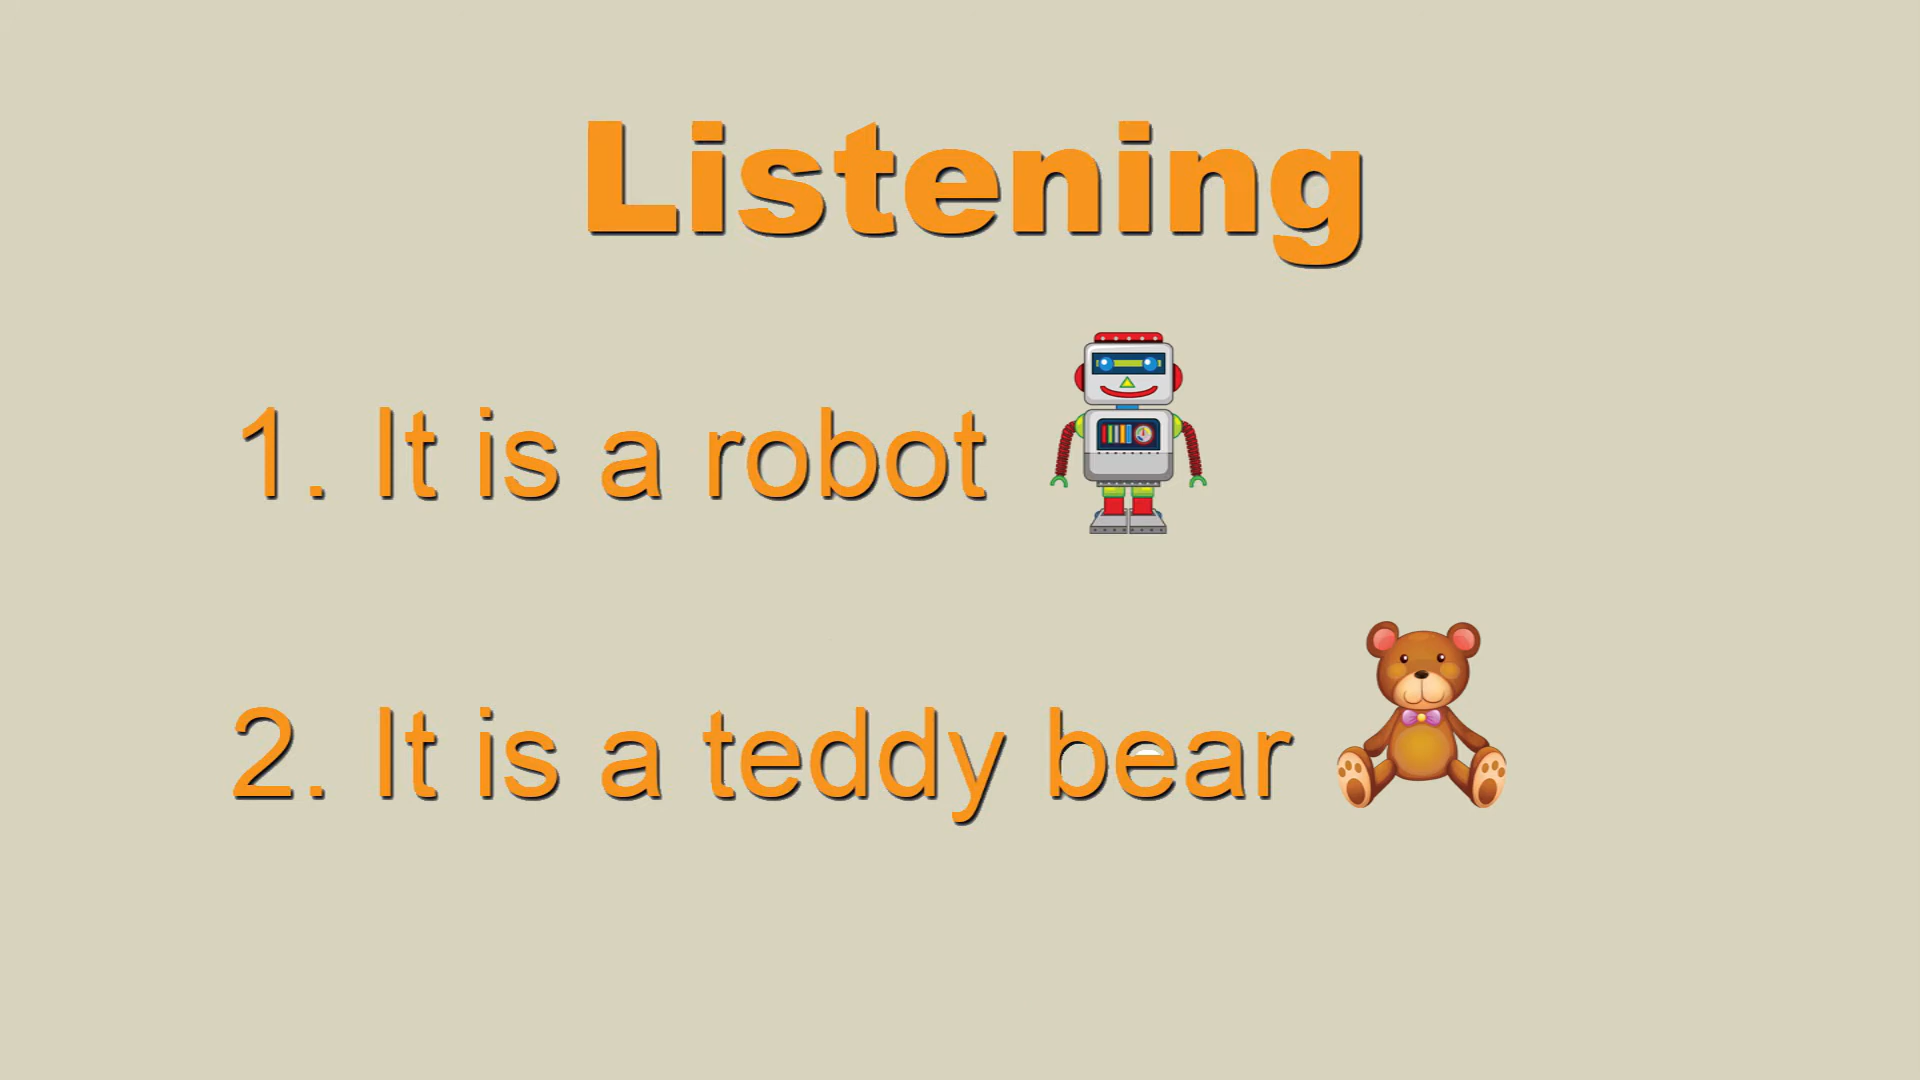 Listening
1. It is a robot
2. It is a teddy bear